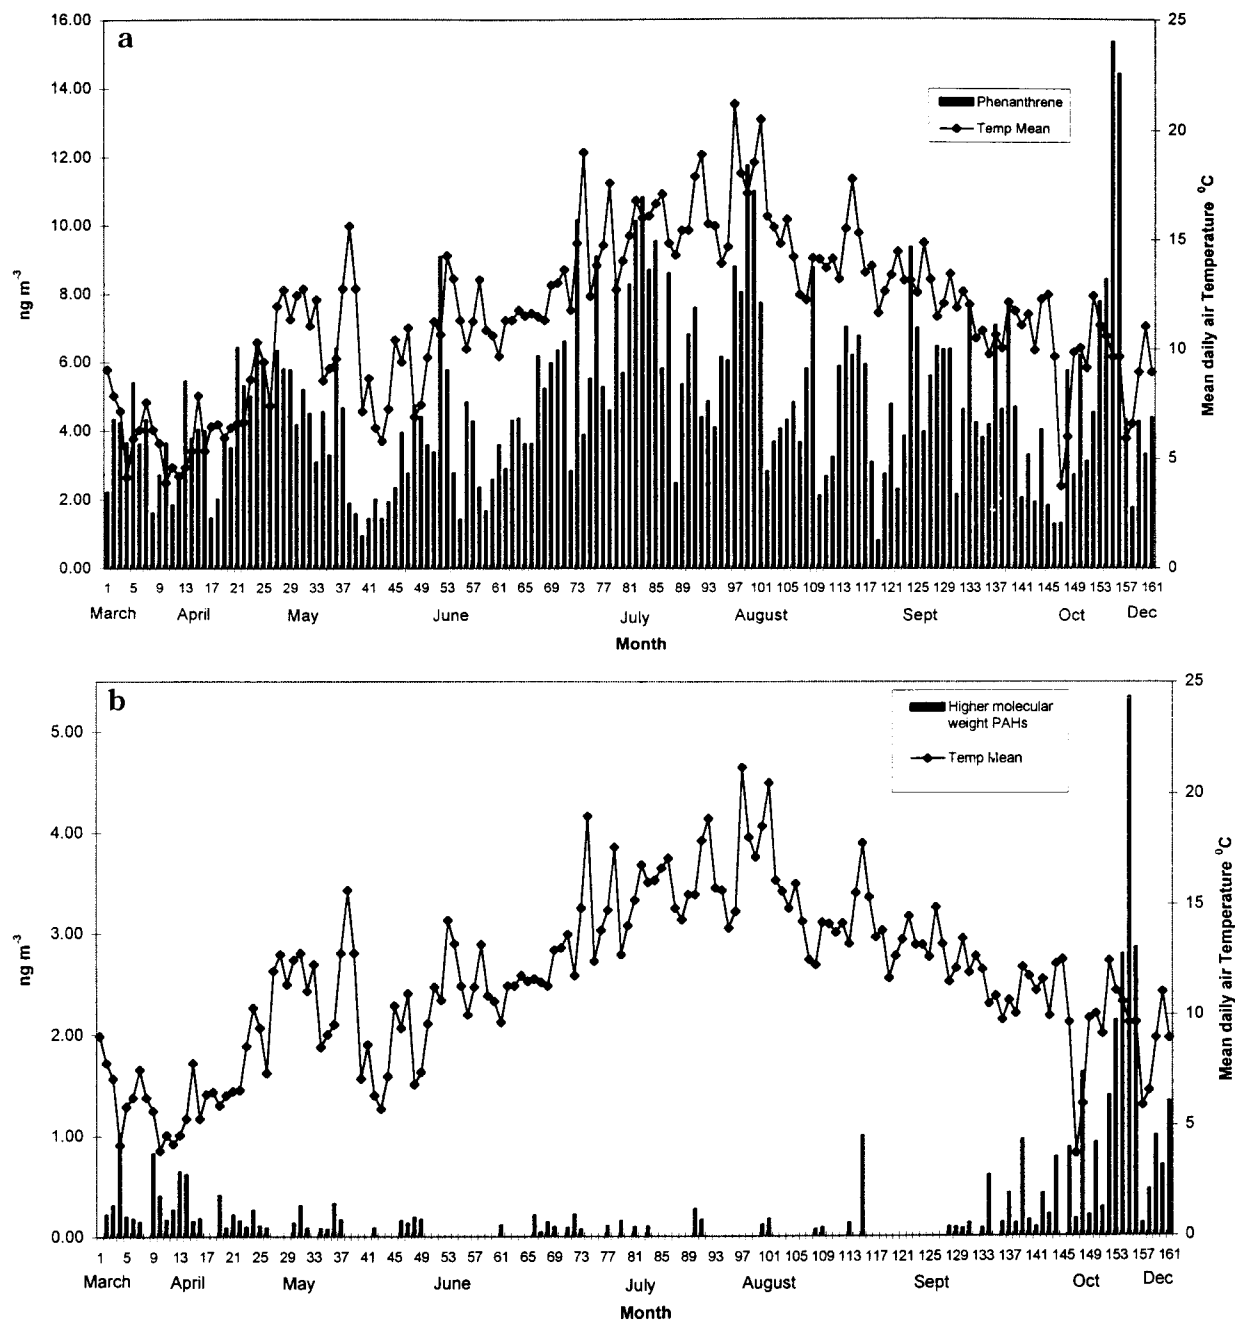 a
16.00
14.00
12.00
10.00
8.00
6.00
4.00
2.00
0.00
ng m-3
25
20
15
10
5
0
Mean daily air Temperature 0C
Phenanthrene
Temp Mean
1 5 9 13 17 21 25 29 33 37 41 45 49 53 57 61 65 69 73 77 81 85 89 93 97 101 105 109 113 117 121 125 129 133 137 141 145 149 153 157 161
March April May June July August Sept Oct Dec
Month
b
5.00
4.00
3.00
2.00
1.00
0.00
ng m-3
25
20
15
10
5
0
Mean daily air Temperature 0C
Higher molecular
weight PAHs
Temp Mean
1 5 9 13 17 21 25 29 33 37 41 45 49 53 57 61 65 69 73 77 81 85 89 93 97 101 105 109 113 117 121 125 129 133 137 141 145 149 153 157 161
March April May June July August Sept Oct Dec
Month